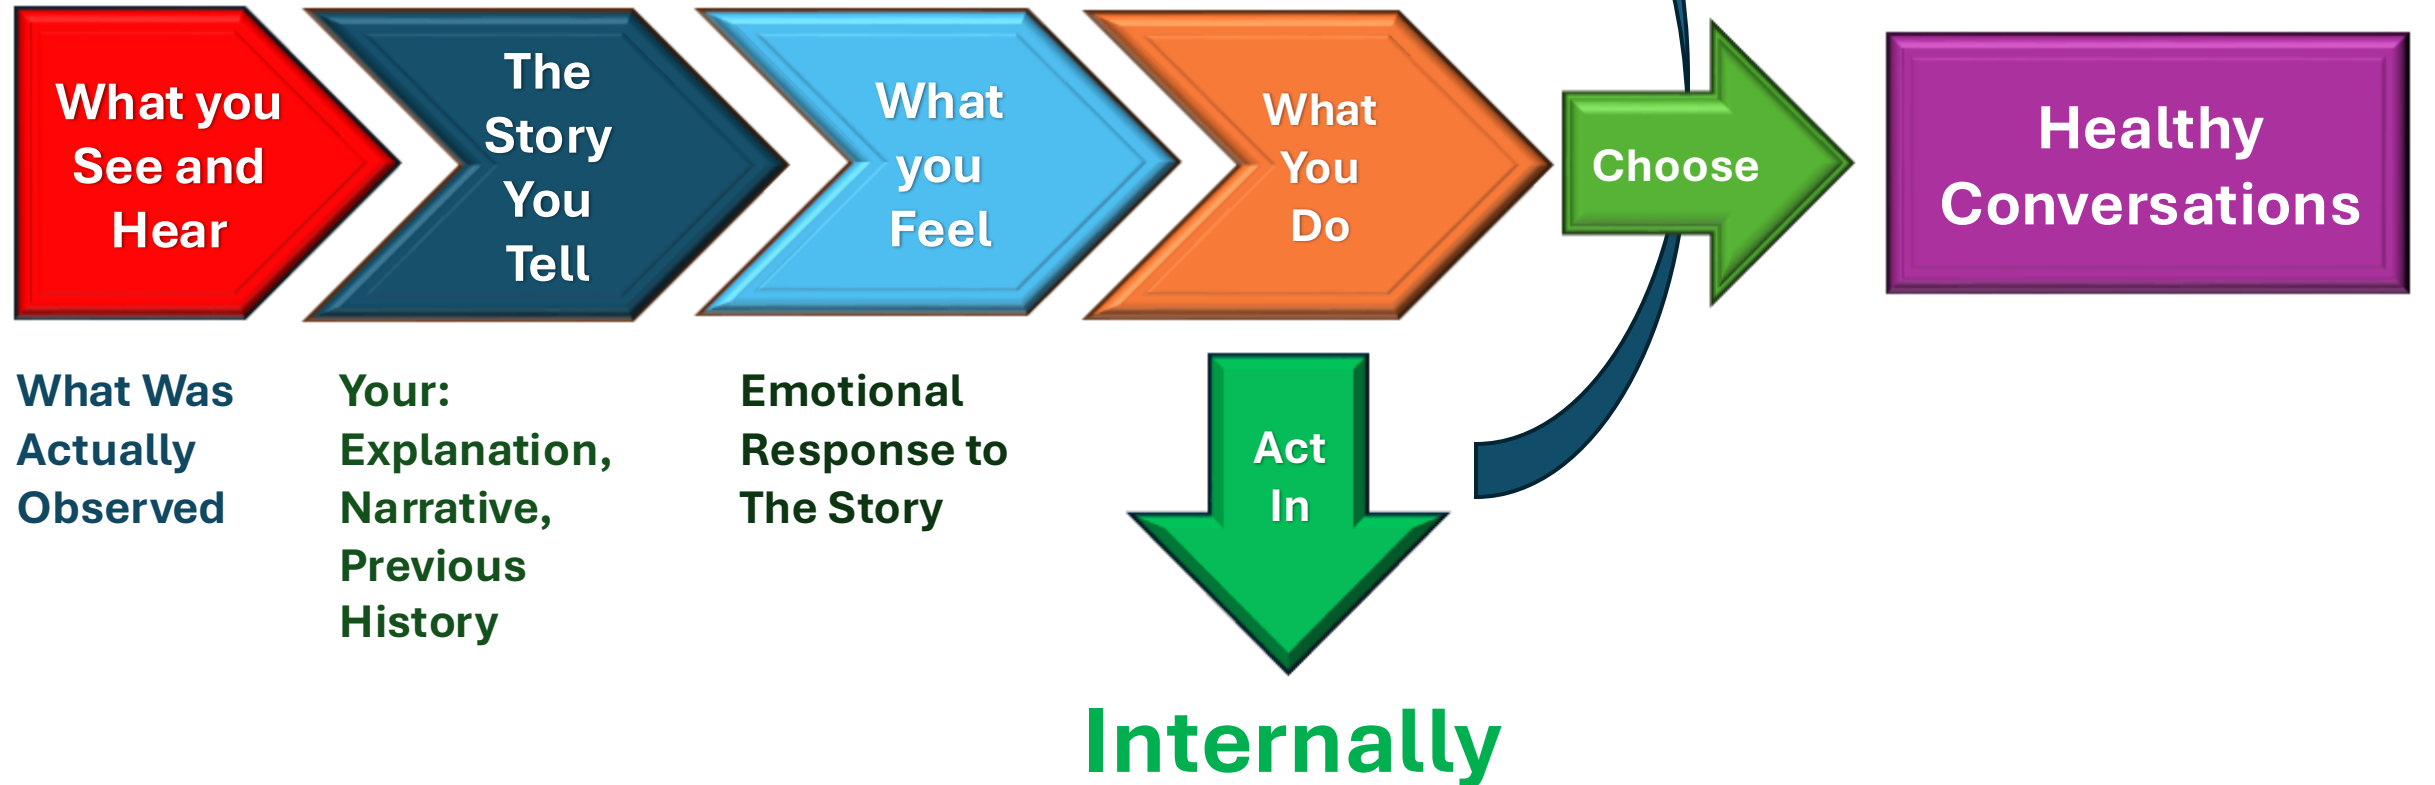 What you
See and
Hear
The
Story
You
Tell
What
you
Feel
What
You
Do
Choose
Healthy
Conversations
What Was
Actually
Observed
Your:
Explanation,
Narrative,
Previous
History
Emotional
Response to
The Story
Act
In
Internally